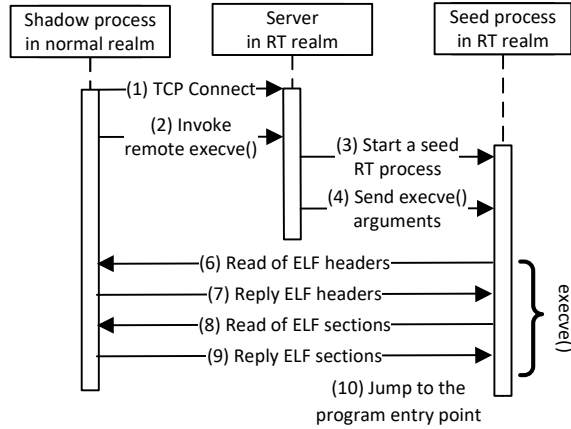 Shadow process
in normal realm
Server
in RT realm
Seed process
in RT realm
(1) TCP Connect
(2) Invoke
remote execve()
(3) Start a seed
RT process
(4) Send execve()
arguments
(6) Read of ELF headers
(7) Reply ELF headers
(8) Read of ELF sections
(9) Reply ELF sections
execve()
(10) Jump to the
program entry point